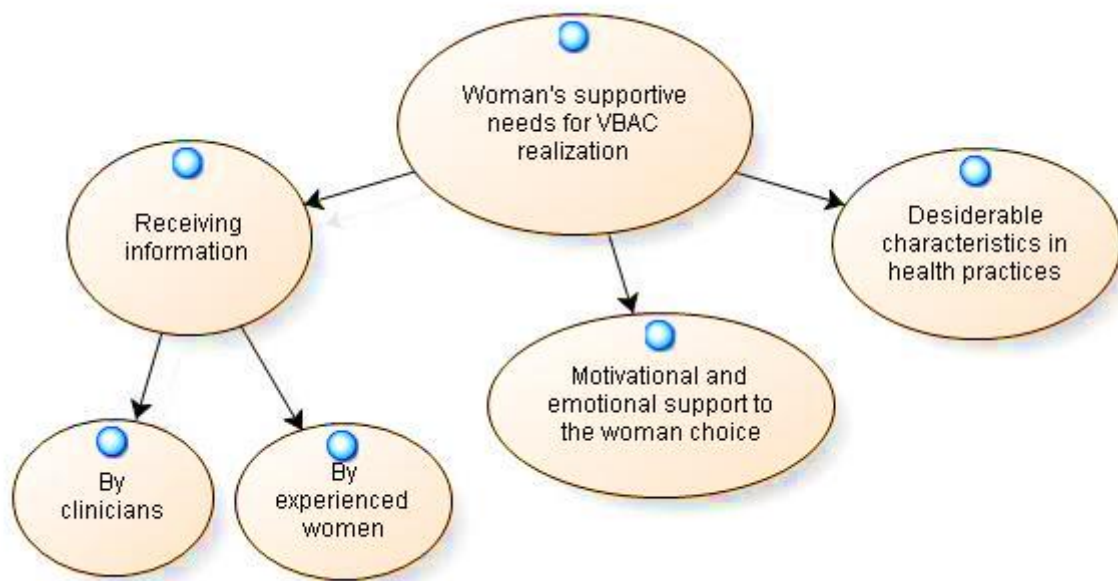 Woman's supportive
needs for VBAC
realization
Receiving
information
Desiderable
characteristics in
health practices
Motivational and
emotional support to
the woman choice
By
clinicians
By
experienced
women